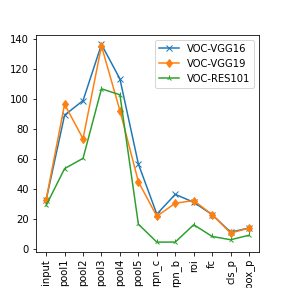 140
120
100
80
60
40
20
0
VOC-VGG16
VOC-VGG19
VOC-RES101
input
pool1
pool2
pool3
pool4
pool5
rpn_c
rpn_b
roi
fc
cls_p
box_p